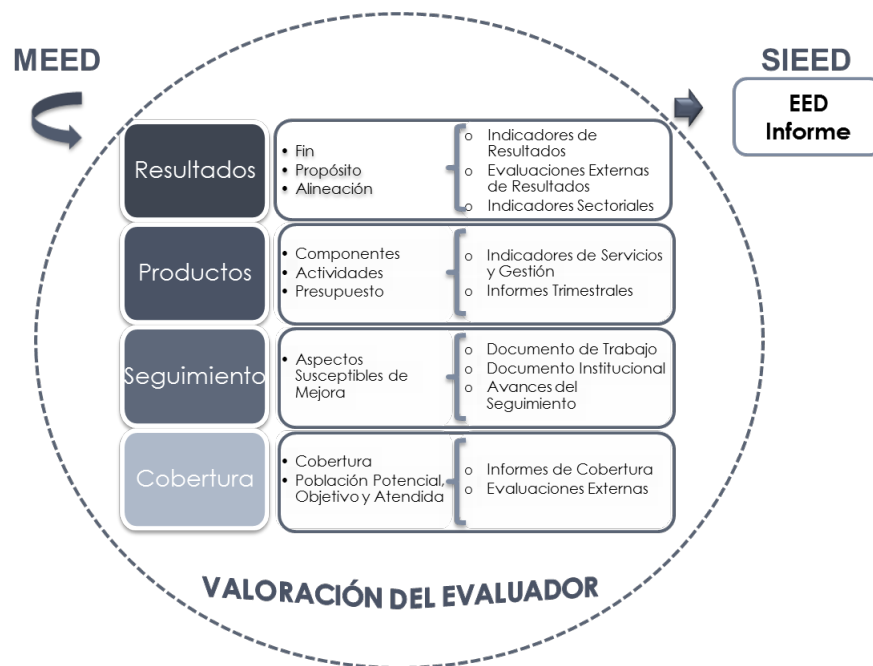 MEED
SIEED
EED
Informe
Resultados
• Fin
• Propósito
• Alineación
o Indicadores de
Resultados
o Evaluaciones Externas
de Resultados
o Indicadores Sectoriales
Productos
• Componentes
• Actividades
• Presupuesto
o Indicadores de Servicios
y Gestión
o Informes Trimestrales
Seguimiento
• Aspectos
Susceptibles de
Mejora
o Documento de Trabajo
o Documento Institucional
o Avances del
Seguimiento
Cobertura
• Cobertura
• Población Potencial,
Objetivo y Atendida
o Informes de Cobertura
o Evaluaciones Externas
VALORACIÓN DEL EVALUADOR